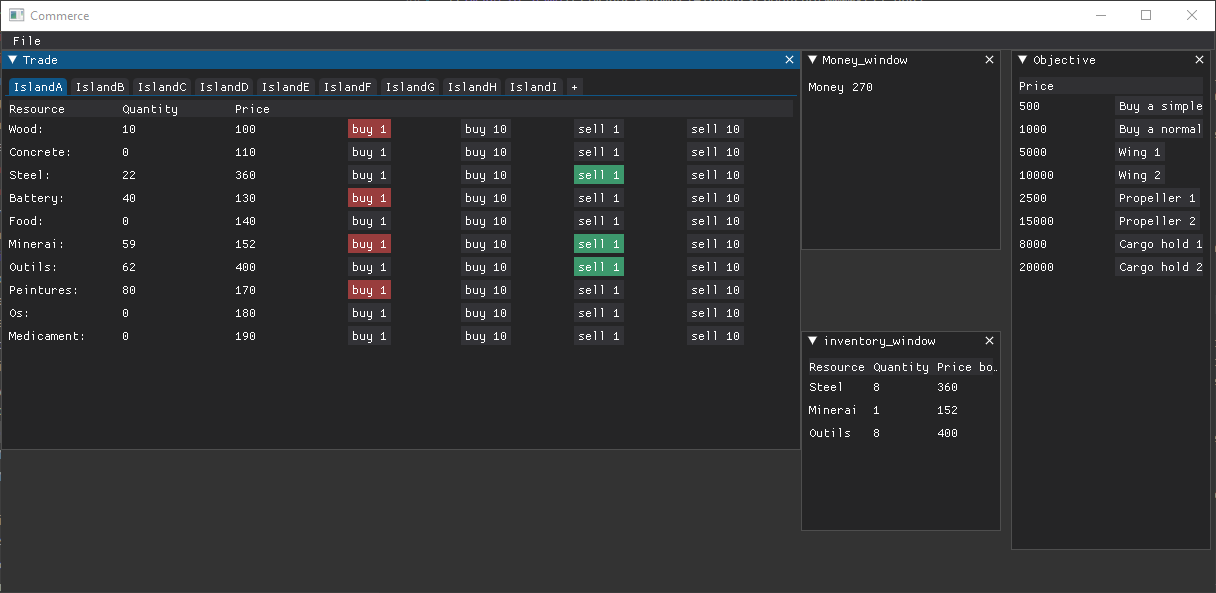 Commerce
File
Trade
IslandA IslandB IslandC IslandD IslandE IslandF IslandG IslandH IslandI +
Resource Quantity Price
Wood: 10 100 buy 1 buy 10 sell 1 sell 10
Concrete: 0 110 buy 1 buy 10 sell 1 sell 10
Steel: 22 360 buy 1 buy 10 sell 1 sell 10
Battery: 40 130 buy 1 buy 10 sell 1 sell 10
Food: 0 140 buy 1 buy 10 sell 1 sell 10
Minerai: 59 152 buy 1 buy 10 sell 1 sell 10
Outils: 62 400 buy 1 buy 10 sell 1 sell 10
Peintures: 80 170 buy 1 buy 10 sell 1 sell 10
Os: 0 180 buy 1 buy 10 sell 1 sell 10
Medicament: 0 190 buy 1 buy 10 sell 1 sell 10
Money_window
Money 270
inventory_window
Resource Quantity Price bo…
Steel 8 360
Minerai 1 152
Outils 8 400
Objective
Price
500 Buy a simple
1000 Buy a normal
5000 Wing 1
10000 Wing 2
2500 Propeller 1
15000 Propeller 2
8000 Cargo hold 1
20000 Cargo hold 2